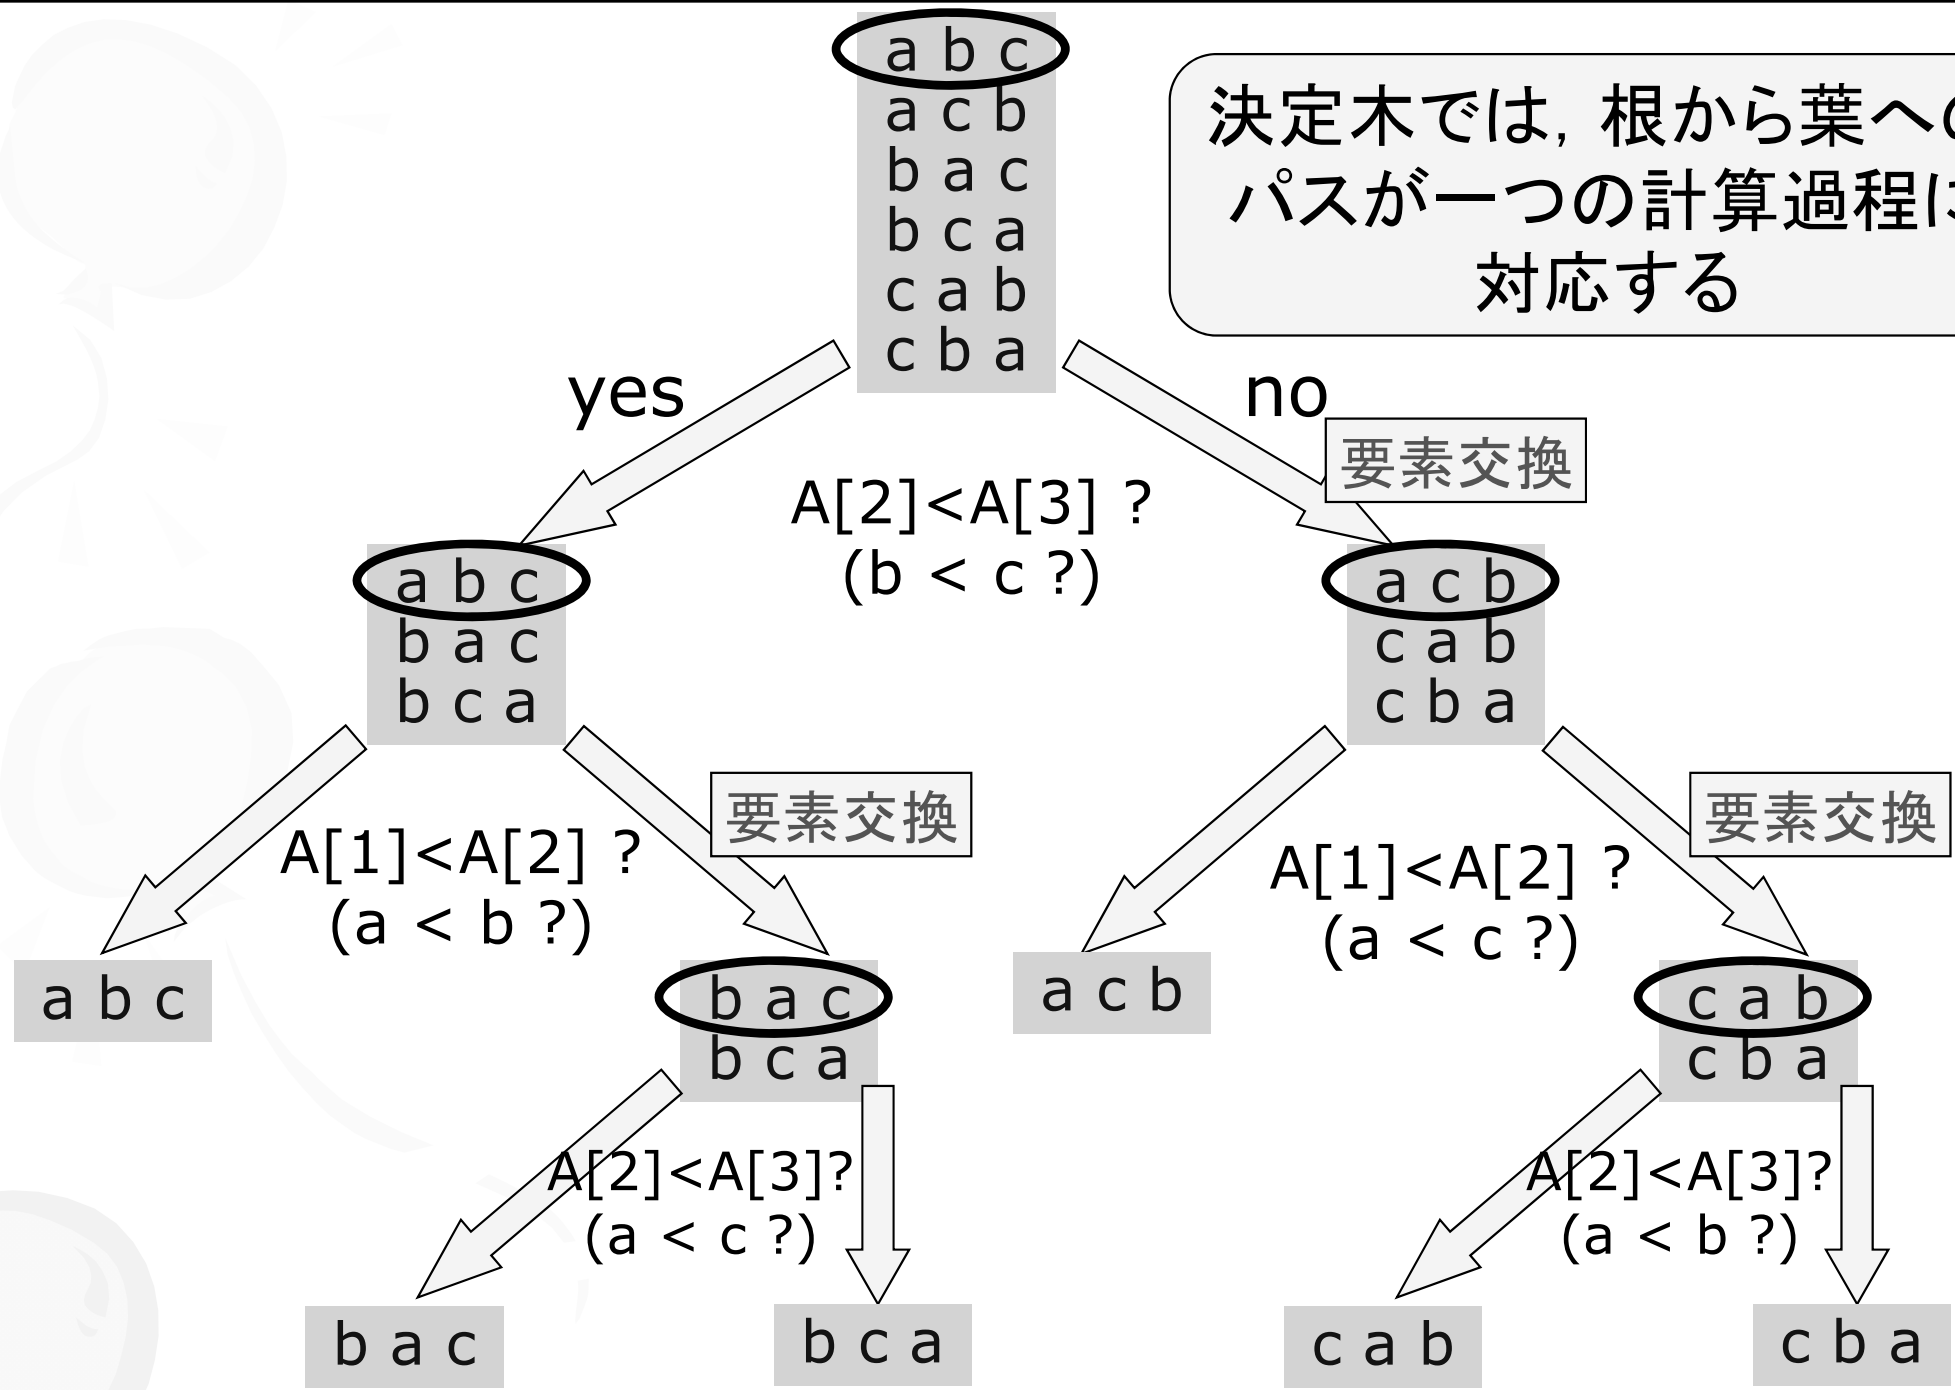 a b c
a c b
b a c
b c a
c a b
c b a
決定木では，根から葉への
パスが一つの計算過程に
対応する
yes
no
要素交換
A[2]<A[3] ?
(b < c ?)
a b c
b a c
b c a
a c b
c a b
c b a
要素交換
要素交換
A[1]<A[2] ?
(a < b ?)
A[1]<A[2] ?
(a < c ?)
a b c
b a c
b c a
a c b
c a b
c b a
A[2]<A[3]?
(a < c ?)
A[2]<A[3]?
(a < b ?)
b a c
b c a
c a b
c b a